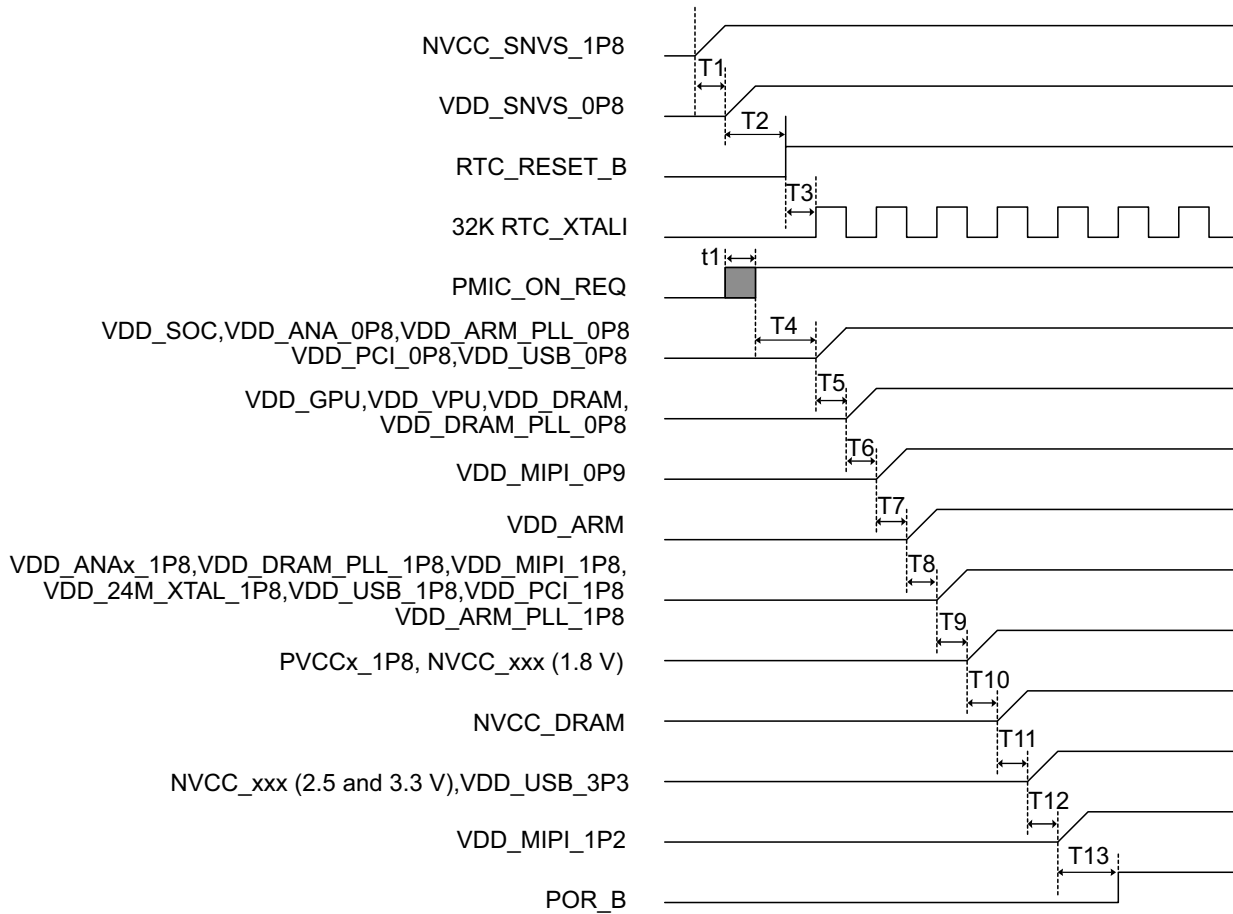 NVCC_SNVS_1P8
T1
VDD_SNVS_0P8
T2
RTC_RESET_B
T3
32K RTC_XTALI
t1
PMIC_ON_REQ
T4
VDD_SOC,VDD_ANA_0P8,VDD_ARM_PLL_0P8
VDD_PCI_0P8,VDD_USB_0P8
T5
VDD_GPU,VDD_VPU,VDD_DRAM,
VDD_DRAM_PLL_0P8
T6
VDD_MIPI_0P9
T7
VDD_ARM
T8
VDD_ANAx_1P8,VDD_DRAM_PLL_1P8,VDD_MIPI_1P8,
VDD_24M_XTAL_1P8,VDD_USB_1P8,VDD_PCI_1P8
VDD_ARM_PLL_1P8
T9
PVCCx_1P8, NVCC_xxx (1.8 V)
T10
NVCC_DRAM
T11
NVCC_xxx (2.5 and 3.3 V),VDD_USB_3P3
T12
VDD_MIPI_1P2
T13
POR_B